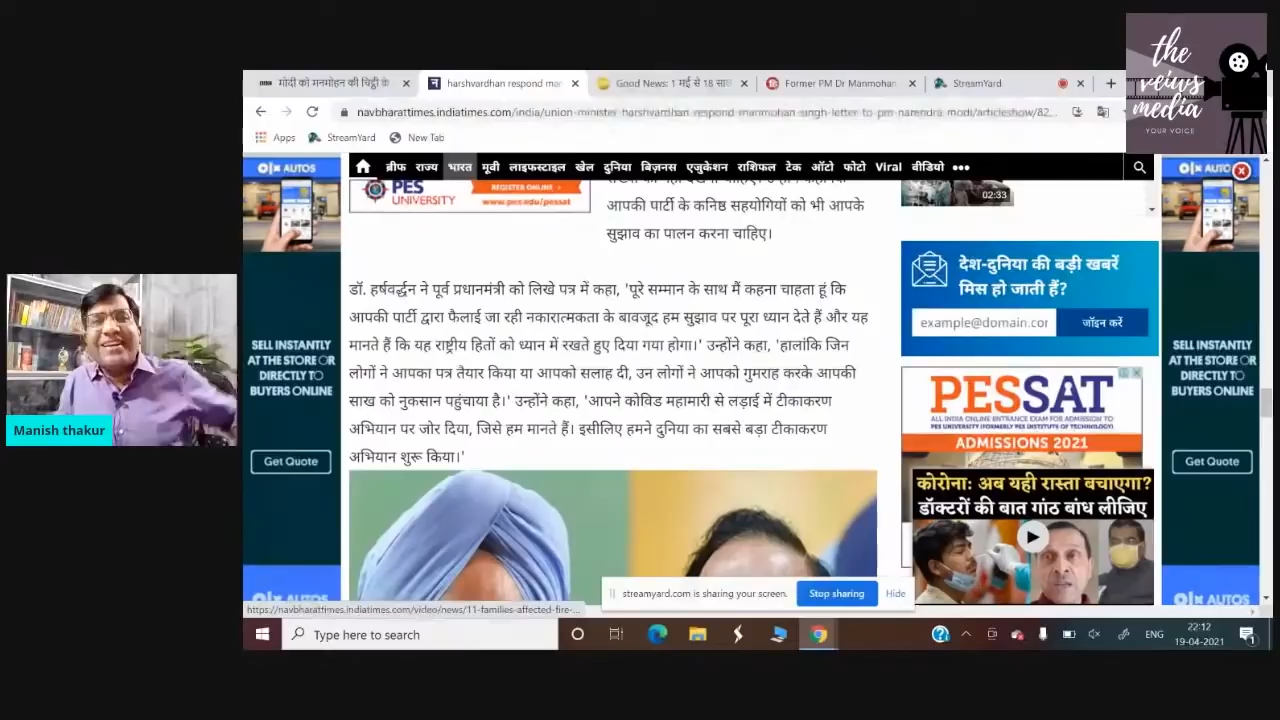 the
veiws
media
YOUR VOICE
मोदी को मनमोहन की चिट्ठी के
harshvardhan respond man
Good News: 1 मई से 18 साल
Former PM Dr Manmohan
StreamYard
navbharattimes.indiatimes.com/india/union-minister-harshvardhan-respond-manmohan-singh-letter-to-pm-narendra-modi/articleshow/82...
Apps
StreamYard
New Tab
OLX AUTOS
ब्रीफ राज्य भारत मूवी लाइफस्टाइल खेल दुनिया बिज़नस एजुकेशन राशिफल टेक ऑटो फोटो Viral वीडियो •••
OLX AUTO
PES
UNIVERSITY
REGISTER ONLINE
www.pes.edu/pessat
आपकी पार्टी के कनिष्ठ सहयोगियों को भी आपके
सुझाव का पालन करना चाहिए।
02:33
देश-दुनिया की बड़ी खबरें
मिस हो जाती हैं?
example@domain.com
जॉइन करें
डॉ. हर्षवर्द्धन ने पूर्व प्रधानमंत्री को लिखे पत्र में कहा, 'पूरे सम्मान के साथ मैं कहना चाहता हूं कि
आपकी पार्टी द्वारा फैलाई जा रही नकारात्मकता के बावजूद हम सुझाव पर पूरा ध्यान देते हैं और यह
मानते हैं कि यह राष्ट्रीय हितों को ध्यान में रखते हुए दिया गया होगा।' उन्होंने कहा, 'हालांकि जिन
लोगों ने आपका पत्र तैयार किया या आपको सलाह दी, उन लोगों ने आपको गुमराह करके आपकी
साख को नुकसान पहुंचाया है।' उन्होंने कहा, 'आपने कोविड महामारी से लड़ाई में टीकाकरण
पर जोर दिया, जिसे हम मानते हैं। इसीलिए हमने दुनिया का सबसे बड़ा टीकाकरण
अभियान शुरू किया।'
SELL INSTANTLY
AT THE STORE OR
DIRECTLY TO
BUYERS ONLINE
Get Quote
SELL INSTANTLY
AT THE STORE OR
DIRECTLY TO
BUYERS ONLINE
Get Quote
PESSAT
ALL INDIA ONLINE ENTRANCE EXAM FOR ADMISSION TO
PES UNIVERSITY (FORMERLY PES INSTITUTE OF TECHNOLOGY)
ADMISSIONS 2021
कोरोना: अब यही रास्ता बचाएगा?
डॉक्टरों की बात गांठ बांध लीजिए
Manish thakur
streamyard.com is sharing your screen.
Stop sharing
Hide
OLX AUTOS
https://navbharattimes.indiatimes.com/video/news/11-families-affected-fire-...
Type here to search
ENG
22:12
19-04-2021